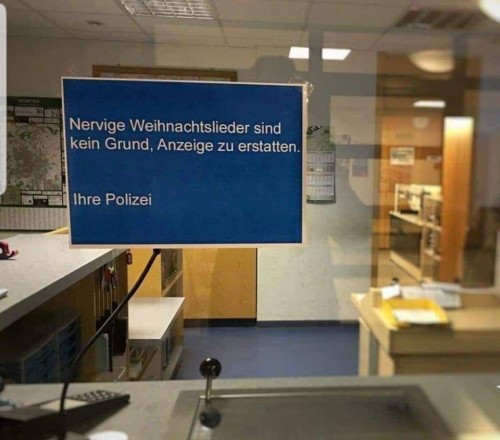 Nervige Weihnachtslieder sind
kein Grund, Anzeige zu erstatten.
Ihre Polizei